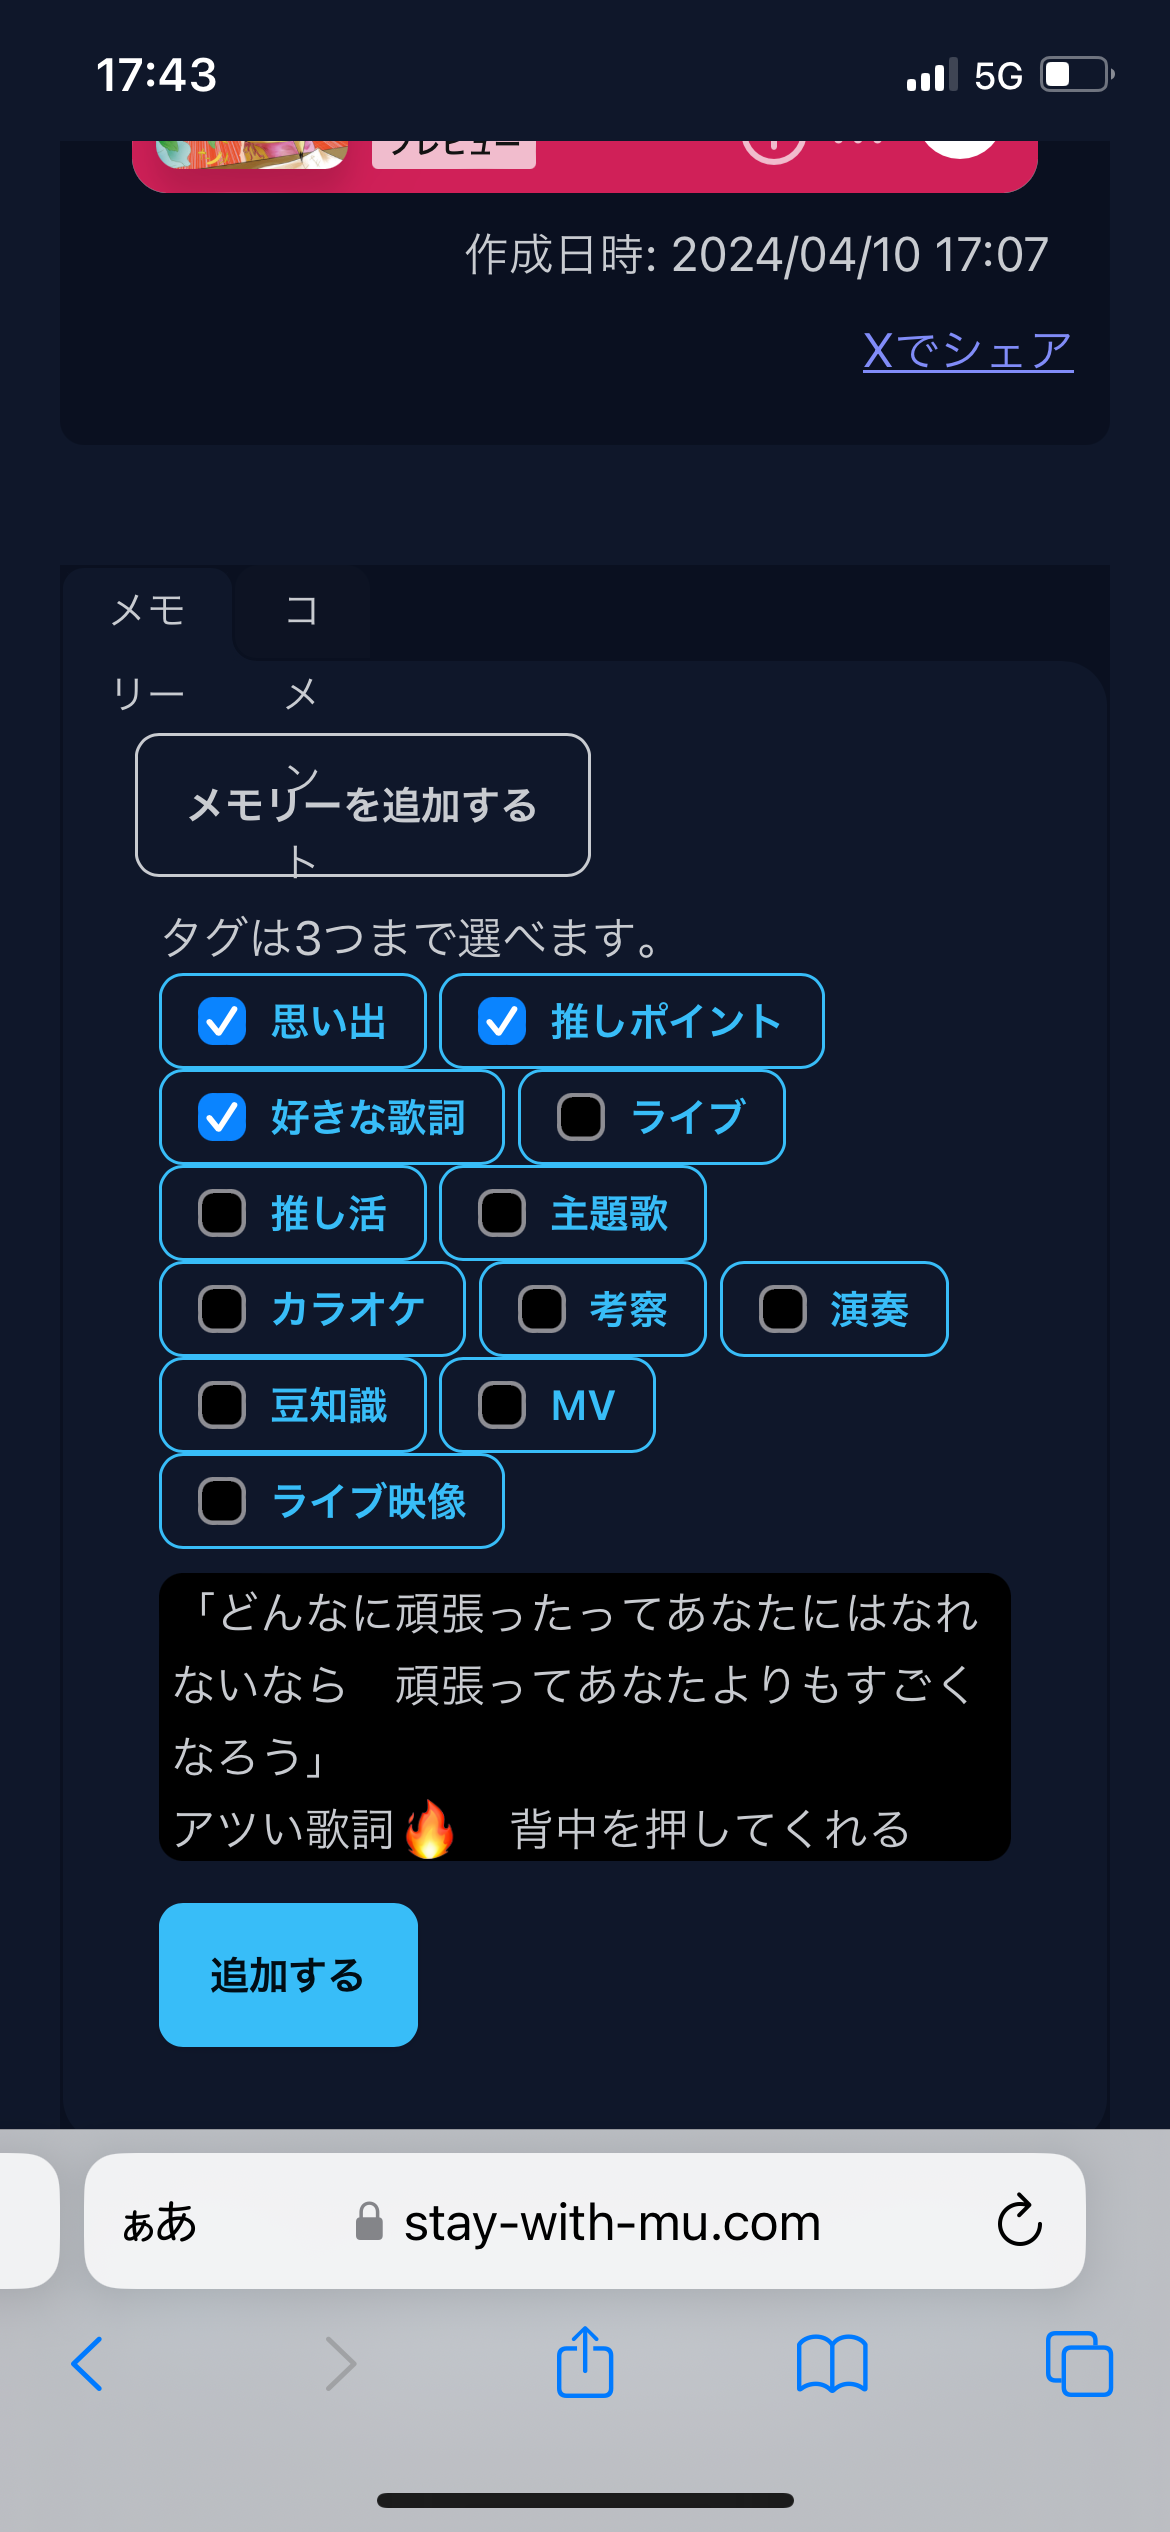 17:43
5G
プレビュー
作成日時: 2024/04/10 17:07
Xでシェア
メモ
リー
コ
メ
ン
ト
メモリーを追加する
タグは3つまで選べます。
思い出 推しポイント
好きな歌詞 ライブ
推し活 主題歌
カラオケ 考察 演奏
豆知識 MV
ライブ映像
「どんなに頑張ったってあなたにはなれ
ないなら　頑張ってあなたよりもすごく
なろう」
アツい歌詞🔥　背中を押してくれる
追加する
ぁあ stay-with-mu.com